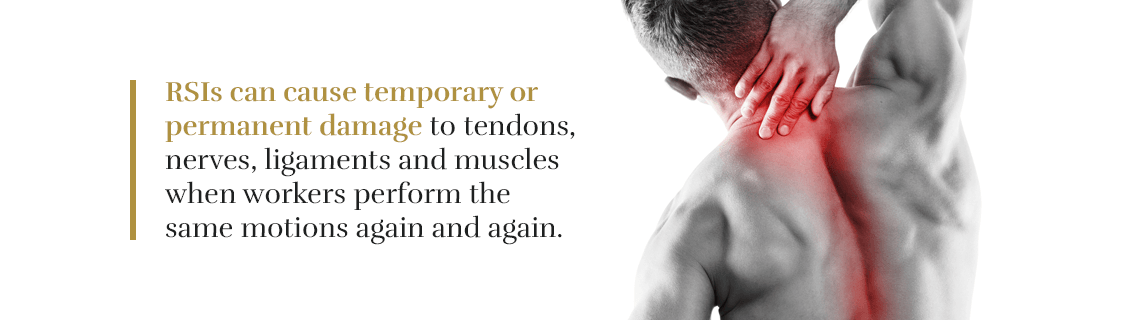 RSIs can cause temporary or
permanent damage to tendons,
nerves, ligaments and muscles
when workers perform the
same motions again and again.